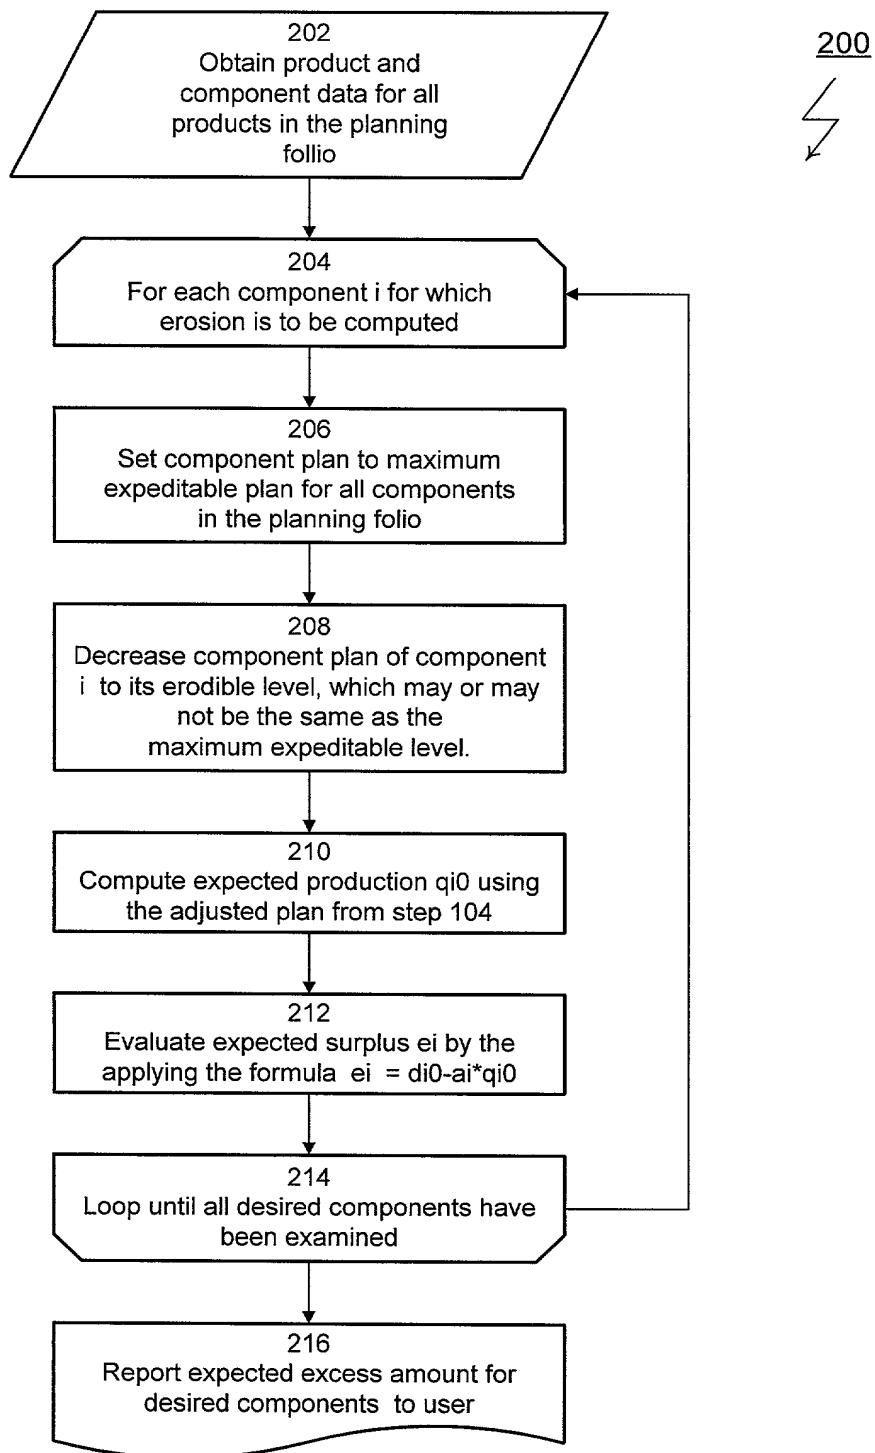 200
202
Obtain product and
component data for all
products in the planning
follio
204
For each component i for which
erosion is to be computed
206
Set component plan to maximum
expeditable plan for all components
in the planning folio
208
Decrease component plan of component
i to its erodible level, which may or may
not be the same as the
maximum expeditable level.
210
Compute expected production qi0 using
the adjusted plan from step 104
212
Evaluate expected surplus ei by the
applying the formula ei = di0-ai*qi0
214
Loop until all desired components have
been examined
216
Report expected excess amount for
desired components to user